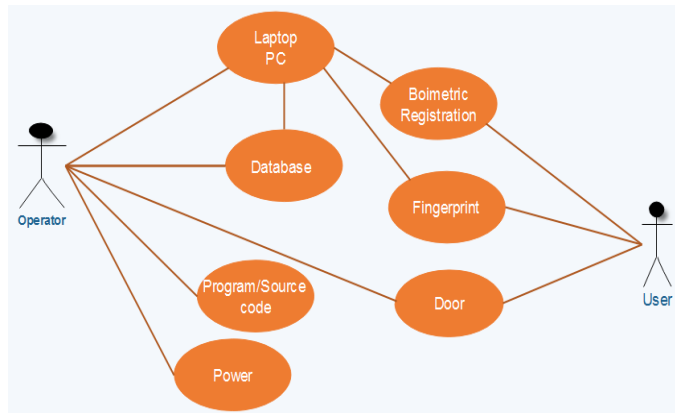 Laptop
PC
Boimetric
Registration
Database
Operator
Fingerprint
User
Program/Source
code
Door
Power